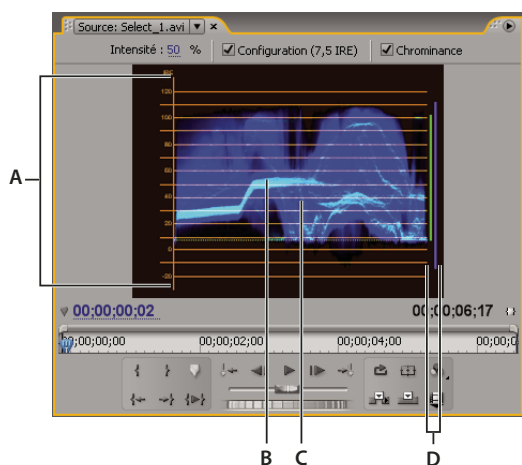 Source: Select_1.avi
Intensité : 50 % Configuration (7,5 IRE) Chrominance
120
100
80
60
40
20
0
-20
A
00;00;00;02 00;00;06;17
00;00;00 00;00;02;00 00;00;04;00 00;00;0
B C D